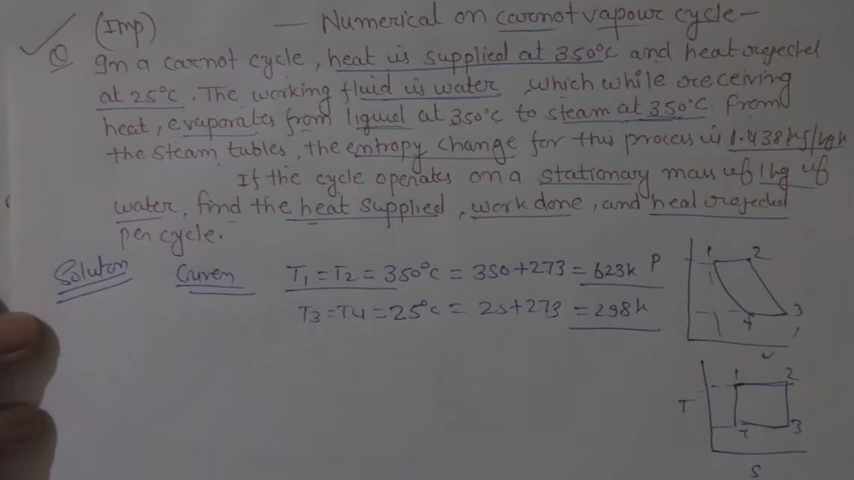 (Imp) — Numerical on carnot vapour cycle -
Q In a carnot cycle, heat is supplied at 350°c and heat rejected
at 25°c. The working fluid is water, which while receiving
heat, evaporates from liquid at 350°c to steam at 350°c. From
the steam tables, the entropy change for this process is 1.438 kJ/kgk
If the cycle operates on a stationary mass of 1 kg of
water, find the heat supplied, work done, and heat rejected
per cycle.
Soluton Given T1 = T2 = 350°c = 350+273 = 623k
T3 = T4 = 25°c = 25+273 = 298k
P
1 2
4 3
v
T
1 2
4 3
S